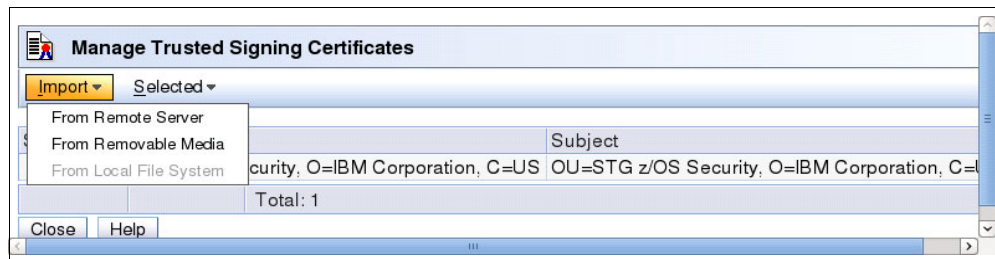 Manage Trusted Signing Certificates
Import Selected
From Remote Server
From Removable Media
From Local File System
Subject
O=IBM Corporation, C=US OU=STG z/OS Security, O=IBM Corporation,
Total: 1
Close Help